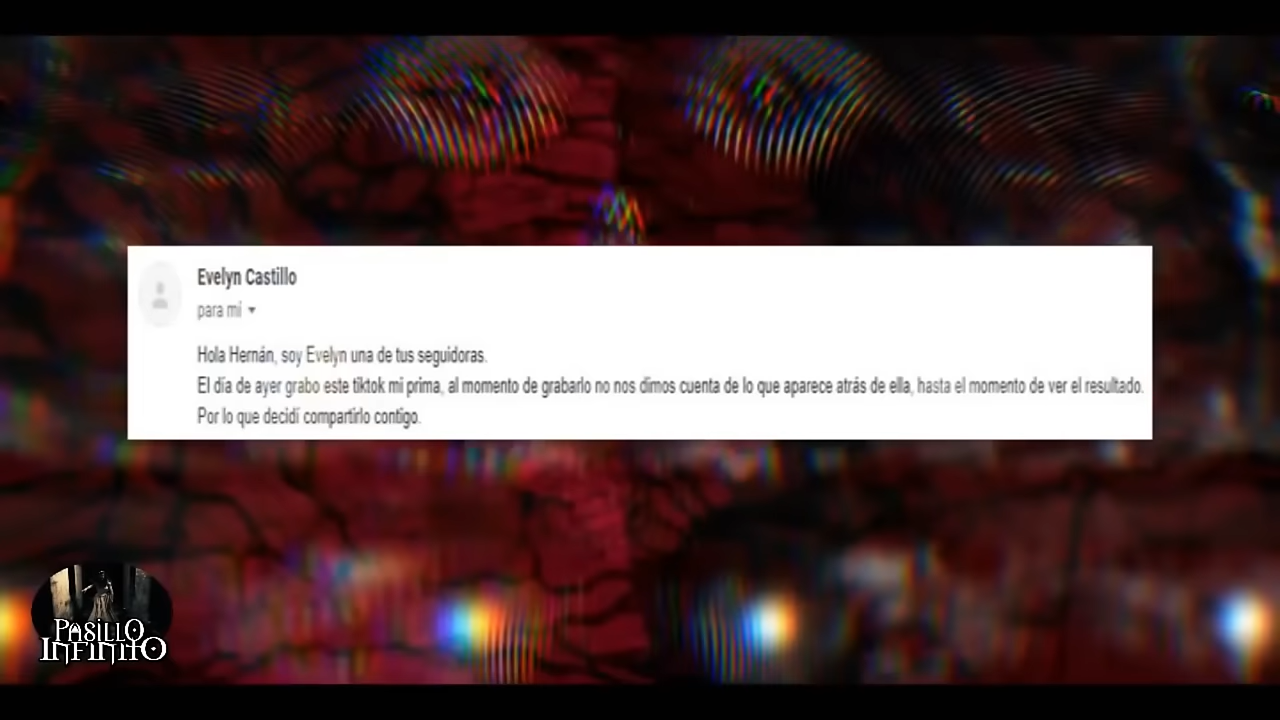 Evelyn Castillo
para mí
Hola Hernán, soy Evelyn una de tus seguidoras.
El día de ayer grabo este tiktok mi prima, al momento de grabarlo no nos dimos cuenta de lo que aparece atrás de ella, hasta el momento de ver el resultado.
Por lo que decidí compartirlo contigo.
PASILLO
INFINITO